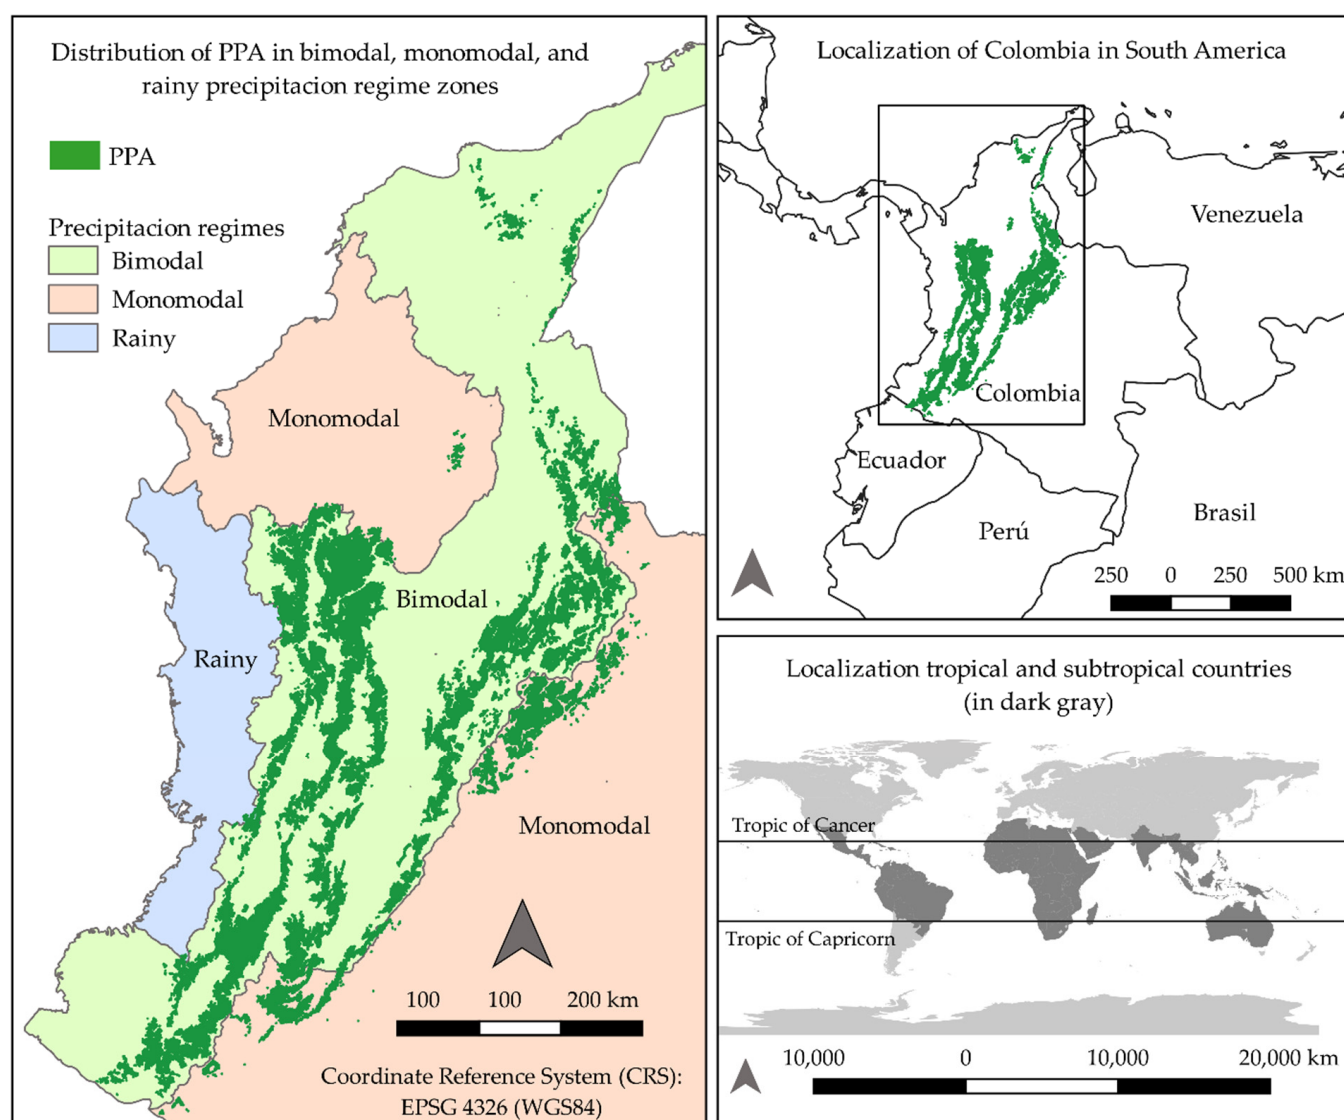 Distribution of PPA in bimodal, monomodal, and
rainy precipitacion regime zones
PPA
Precipitacion regimes
Bimodal
Monomodal
Rainy
Monomodal
Bimodal
Rainy
Monomodal
100 100 200 km
Coordinate Reference System (CRS):
EPSG 4326 (WGS84)
Localization of Colombia in South America
Venezuela
Colombia
Ecuador
Perú
Brasil
250 0 250 500 km
Localization tropical and subtropical countries
(in dark gray)
Tropic of Cancer
Tropic of Capricorn
10,000 0 10,000 20,000 km